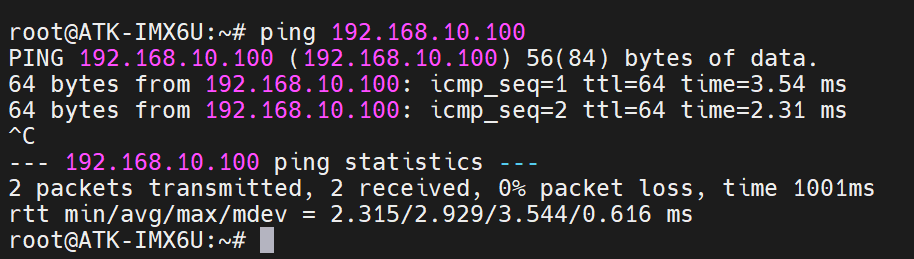 root@ATK-IMX6U:~# ping 192.168.10.100
PING 192.168.10.100 (192.168.10.100) 56(84) bytes of data.
64 bytes from 192.168.10.100: icmp_seq=1 ttl=64 time=3.54 ms
64 bytes from 192.168.10.100: icmp_seq=2 ttl=64 time=2.31 ms
^C
--- 192.168.10.100 ping statistics ---
2 packets transmitted, 2 received, 0% packet loss, time 1001ms
rtt min/avg/max/mdev = 2.315/2.929/3.544/0.616 ms
root@ATK-IMX6U:~#